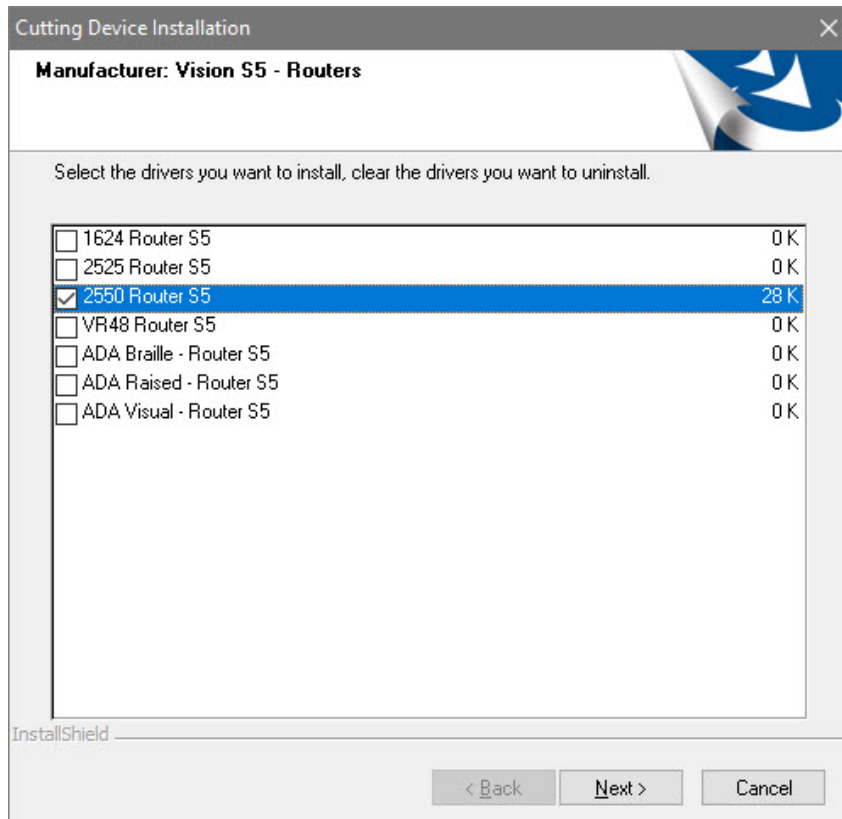 Cutting Device Installation
Manufacturer: Vision S5 - Routers
Select the drivers you want to install, clear the drivers you want to uninstall.
1624 Router S5 0 K
2525 Router S5 0 K
2550 Router S5 28 K
VR48 Router S5 0 K
ADA Braille - Router S5 0 K
ADA Raised - Router S5 0 K
ADA Visual - Router S5 0 K
InstallShield
< Back Next > Cancel